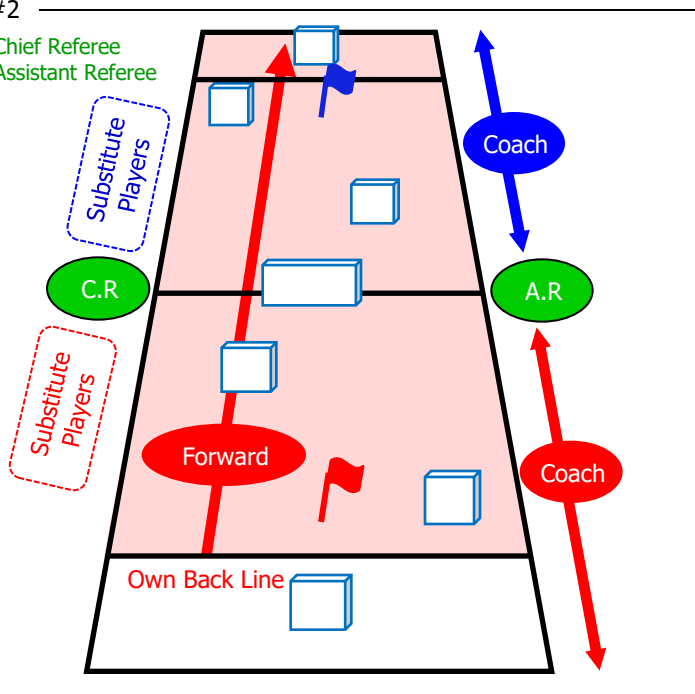 #2
Chief Referee
Assistant Referee
Substitute
Players
Coach
C.R
A.R
Substitute
Players
Forward
Coach
Own Back Line